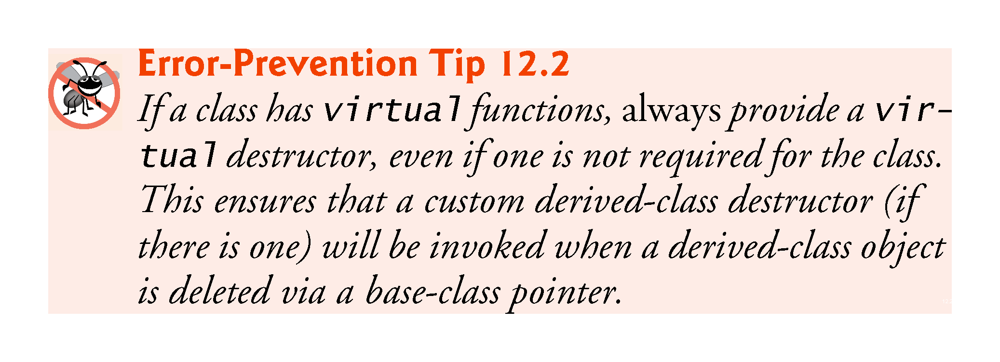 Error-Prevention Tip 12.2
If a class has virtual functions, always provide a vir-
tual destructor, even if one is not required for the class.
This ensures that a custom derived-class destructor (if
there is one) will be invoked when a derived-class object
is deleted via a base-class pointer.
12.2